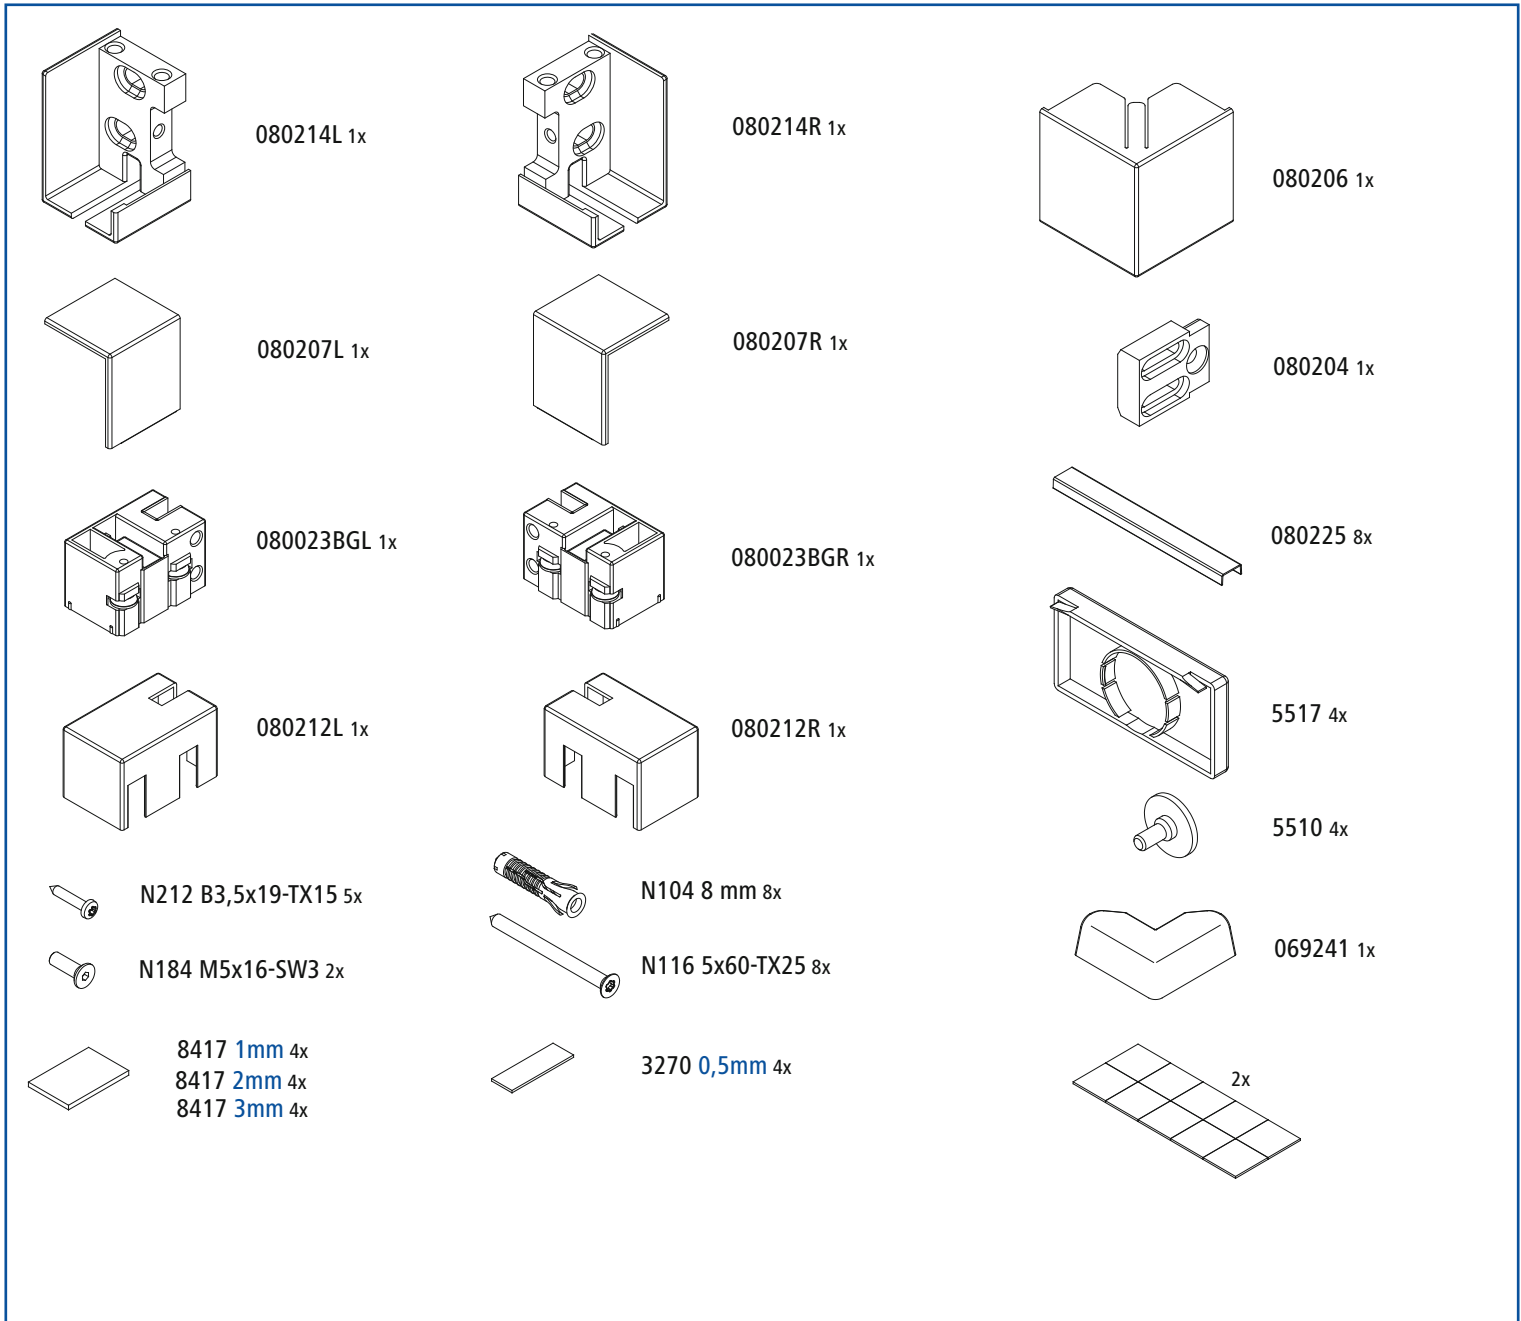 080214L 1x
080214R 1x
080206 1x
080207L 1x
080207R 1x
080204 1x
080023BGL 1x
080023BGR 1x
080225 8x
080212L 1x
080212R 1x
5517 4x
5510 4x
N212 B3,5x19-TX15 5x
N104 8 mm 8x
N184 M5x16-SW3 2x
N116 5x60-TX25 8x
069241 1x
8417 1mm 4x
8417 2mm 4x
8417 3mm 4x
3270 0,5mm 4x
2x